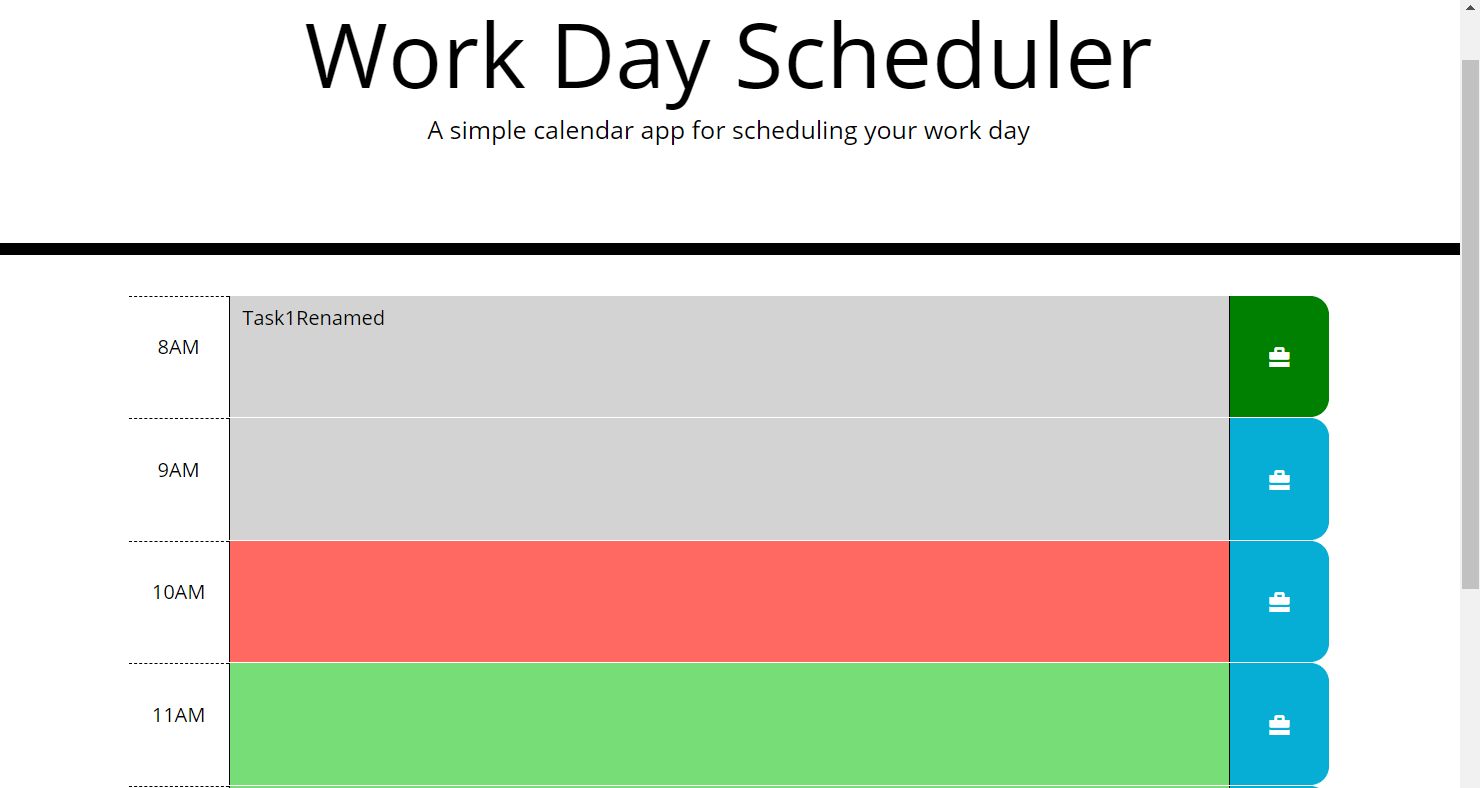 Work Day Scheduler
A simple calendar app for scheduling your work day
8AM
Task1Renamed
9AM
10AM
11AM